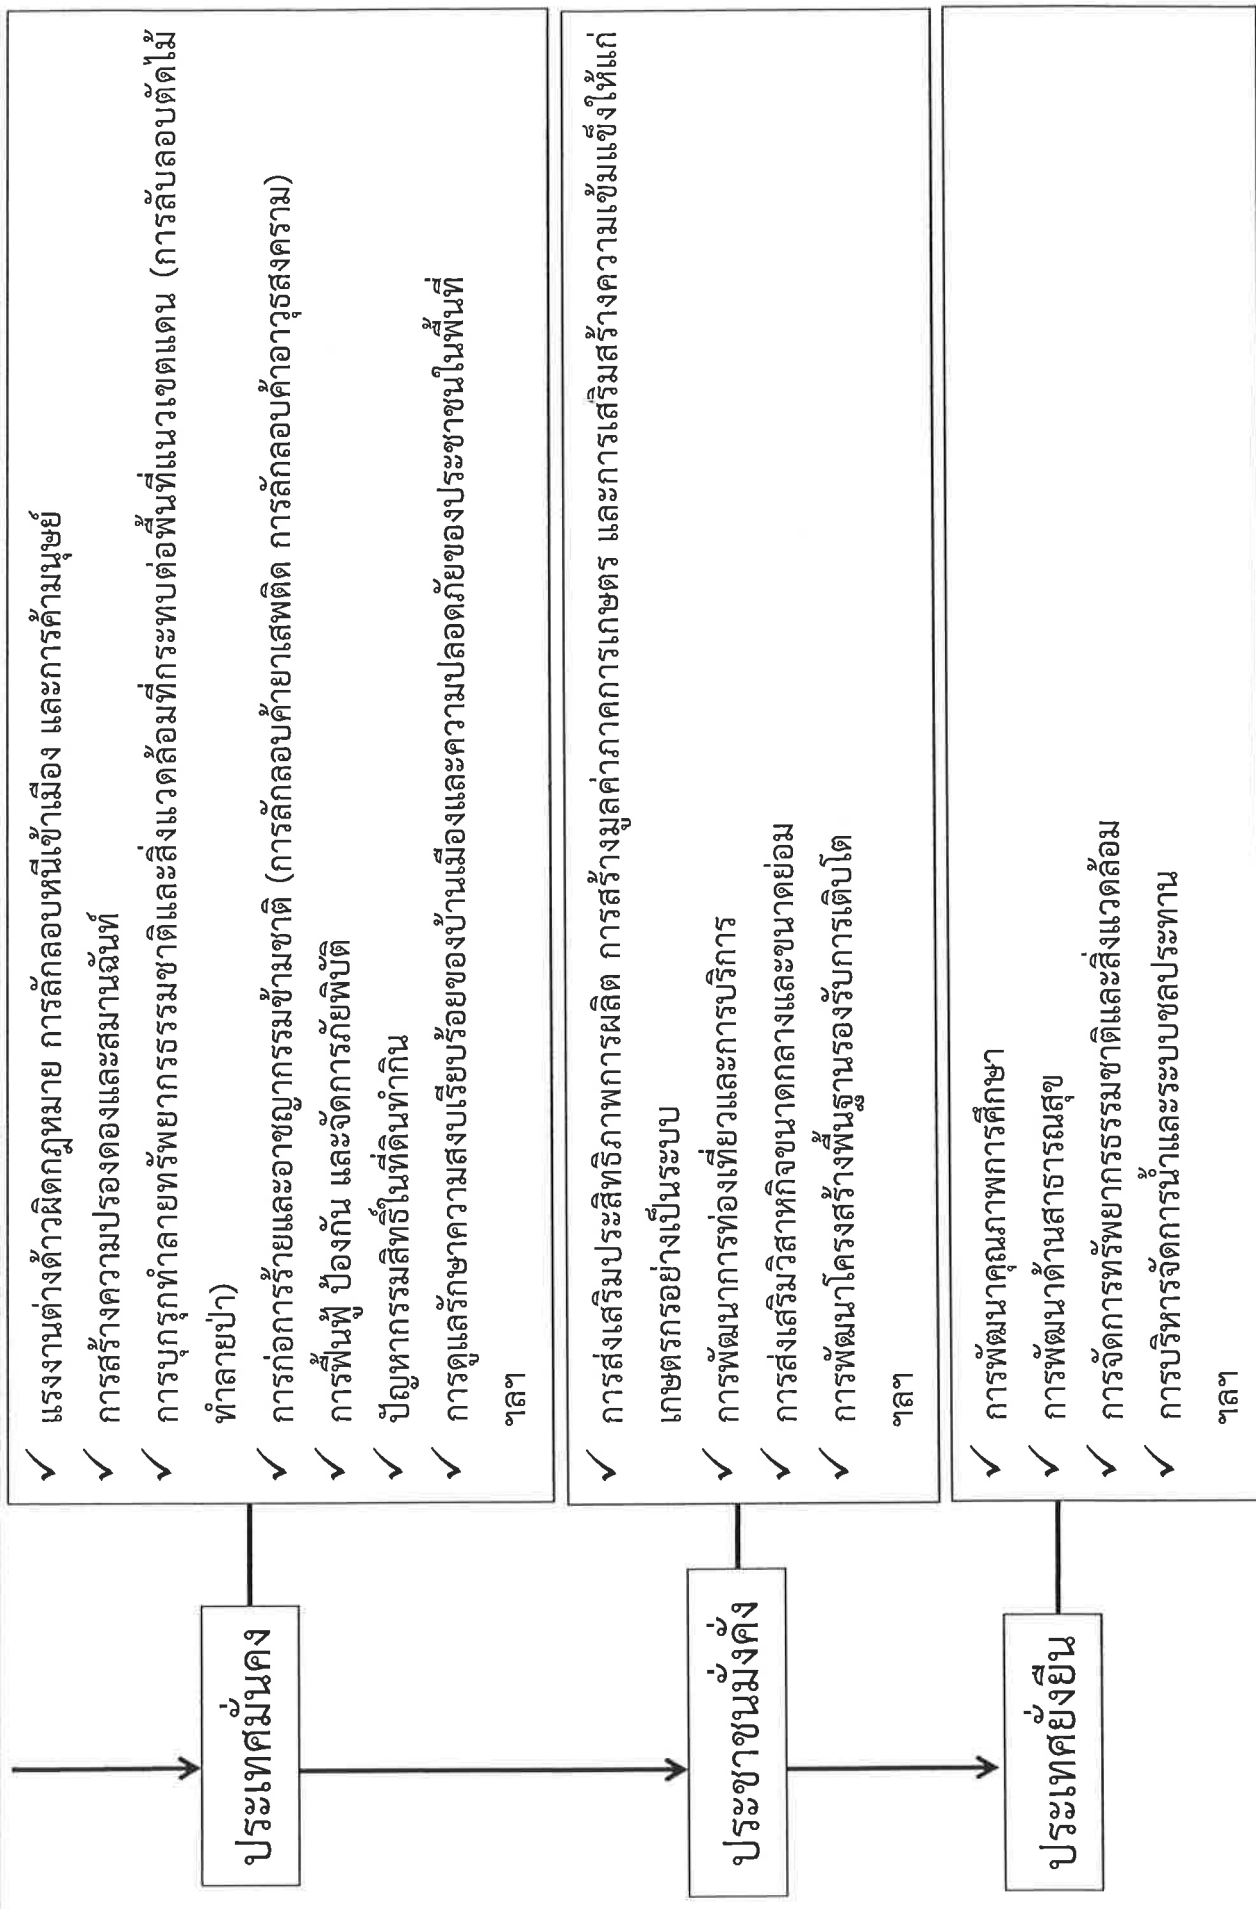 ประเทศมั่นคง
แรงงานต่างด้าวผิดกฎหมาย การลักลอบหนีเข้าเมือง และการค้ามนุษย์
การสร้างความปรองดองและสมานฉันท์
การบุกรุกทำลายทรัพยากรธรรมชาติและสิ่งแวดล้อมที่กระทบต่อพื้นที่แนวเขตแดน (การลับลอบตัดไม้
ทำลายป่า)
การก่อการร้ายและอาชญากรรมข้ามชาติ (การลักลอบค้ายาเสพติด การลักลอบค้าอาวุธสงคราม)
การฟื้นฟู ป้องกัน และจัดการภัยพิบัติ
ปัญหากรรมสิทธิ์ในที่ดินทำกิน
การดูแลรักษาความสงบเรียบร้อยของบ้านเมืองและความปลอดภัยของประชาชนในพื้นที่
ฯลฯ
ประชาชนมั่งคั่ง
การส่งเสริมประสิทธิภาพการผลิต การสร้างมูลค่าภาคการเกษตร และการเสริมสร้างความเข้มแข็งให้แก่
เกษตรกรอย่างเป็นระบบ
การพัฒนาการท่องเที่ยวและการบริการ
การส่งเสริมวิสาหกิจขนาดกลางและขนาดย่อม
การพัฒนาโครงสร้างพื้นฐานรองรับการเติบโต
ฯลฯ
ประเทศยั่งยืน
การพัฒนาคุณภาพการศึกษา
การพัฒนาด้านสาธารณสุข
การจัดการทรัพยากรธรรมชาติและสิ่งแวดล้อม
การบริหารจัดการน้ำและระบบชลประทาน
ฯลฯ